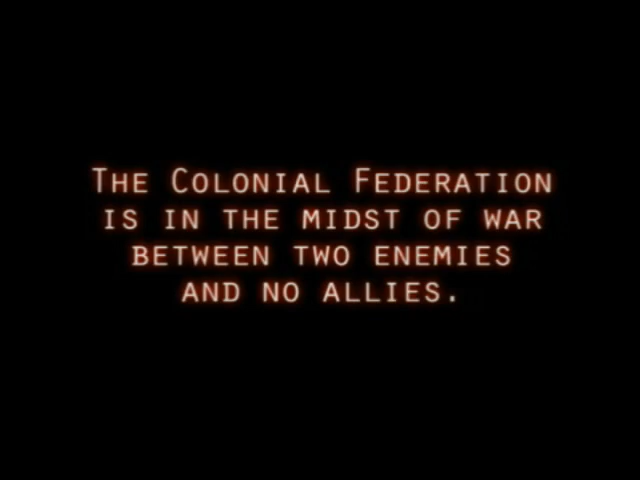 The Colonial Federation
is in the midst of war
between two enemies
and no allies.